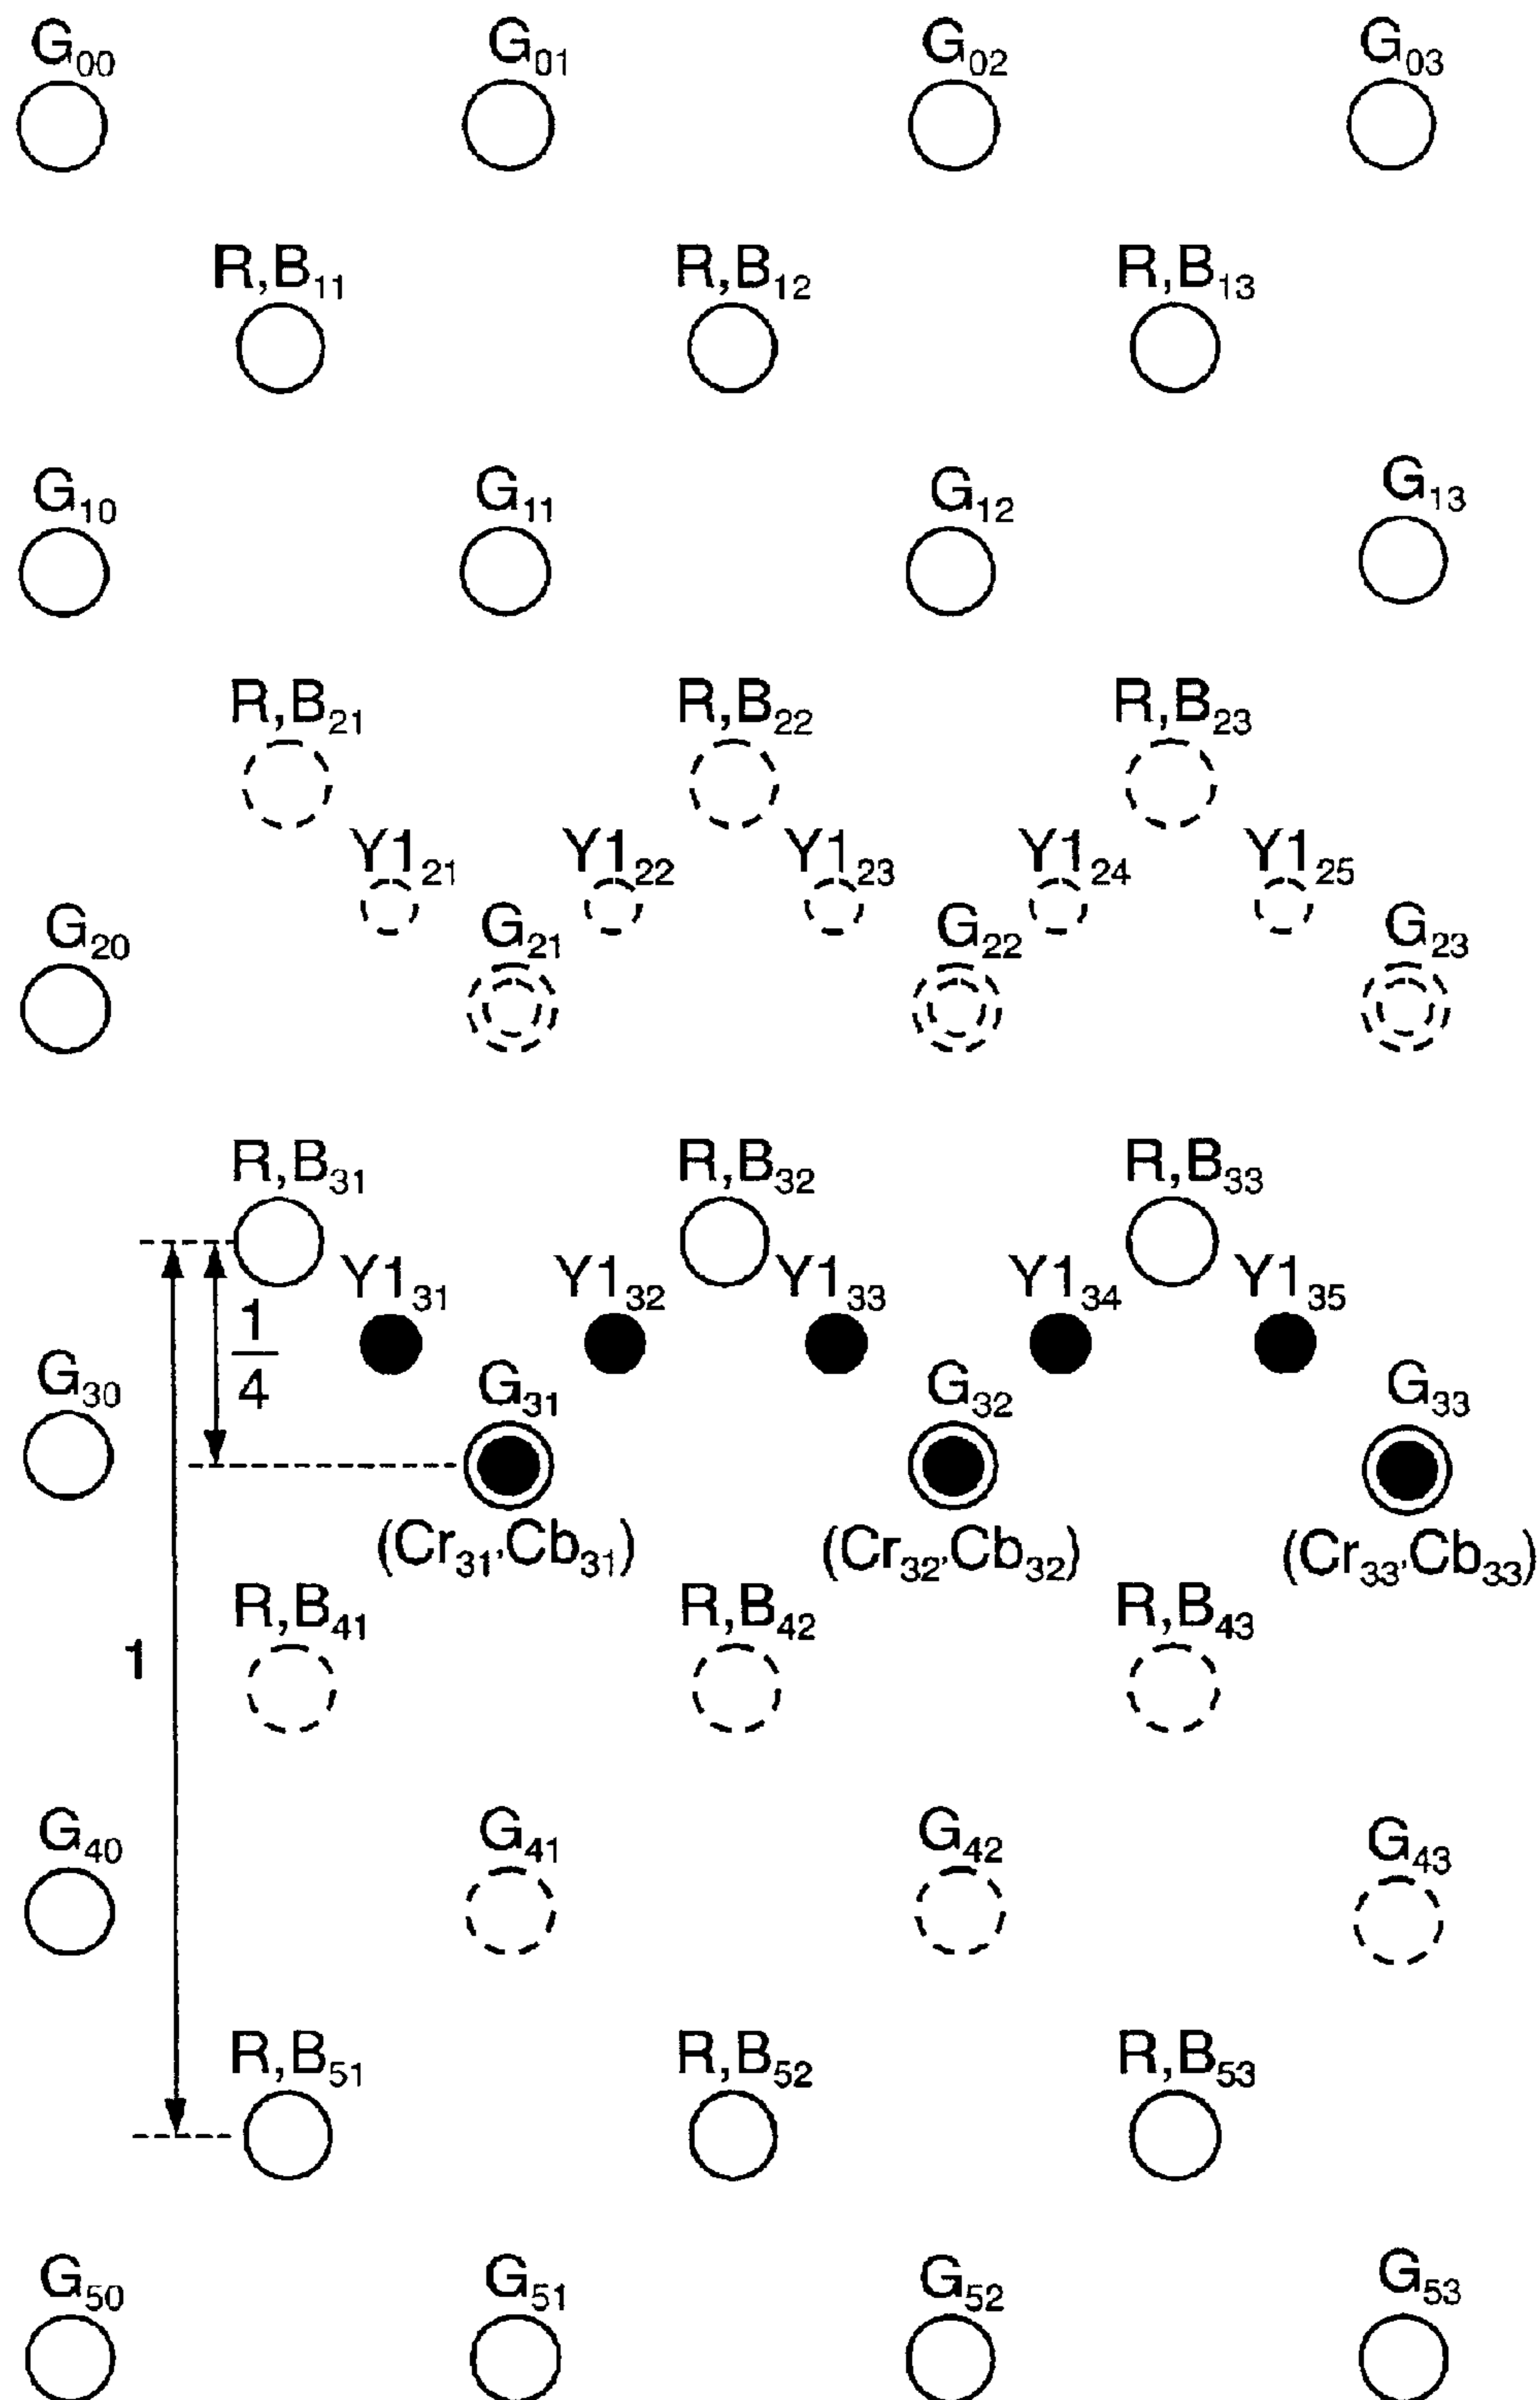 G00 G01 G02 G03
R,B11 R,B12 R,B13
G10 G11 G12 G13
R,B21 R,B22 R,B23
Y121 Y122 Y123 Y124 Y125
G20 G21 G22 G23
R,B31 R,B32 R,B33
Y131 Y132 Y133 Y134 Y135
1/4
G30 G31 G32 G33
(Cr31,Cb31) (Cr32,Cb32) (Cr33,Cb33)
R,B41 R,B42 R,B43
1
G40 G41 G42 G43
R,B51 R,B52 R,B53
G50 G51 G52 G53